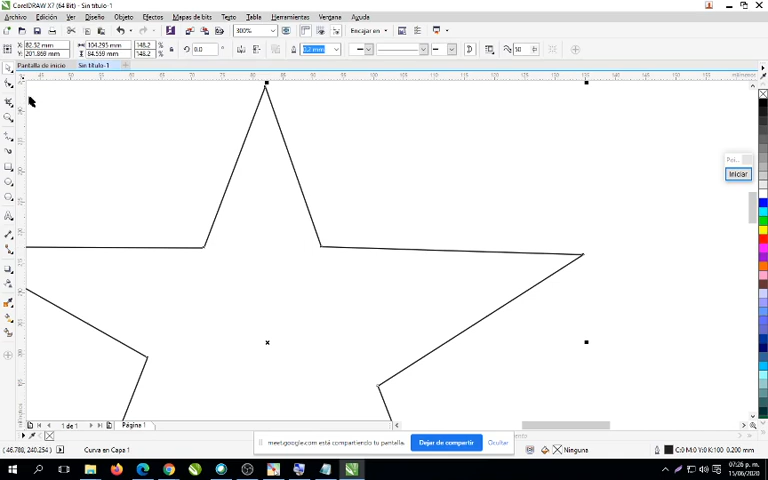 CorelDRAW X7 (64 Bit) - Sin título-1
Archivo Edición Ver Diseño Objeto Efectos Mapas de bits Texto Tabla Herramientas Ventana Ayuda
300% Encajar en
X: 82.52 mm 104.295 mm 148.2 % 0.0 0.2 mm 50
Y: 201.869 mm 84.559 mm 148.2 %
Pantalla de inicio Sin título-1
milímetros
Poi...
Iniciar
1 de 1 Página 1
meet.google.com está compartiendo tu pantalla. Dejar de compartir Ocultar
(46.788, 240.254) Curva en Capa 1 Ninguna C:0 M:0 Y:0 K:100 0.200 mm
07:26 p. m.
15/06/2020